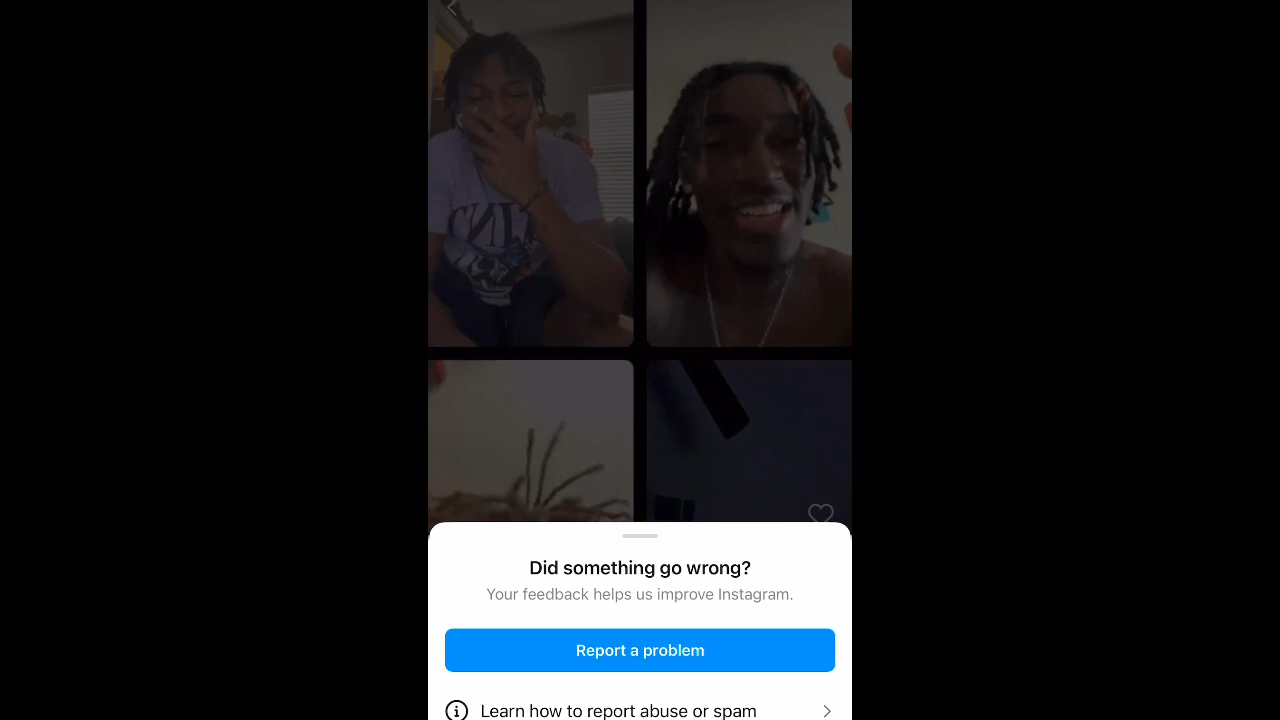 Did something go wrong?
Your feedback helps us improve Instagram.
Report a problem
Learn how to report abuse or spam